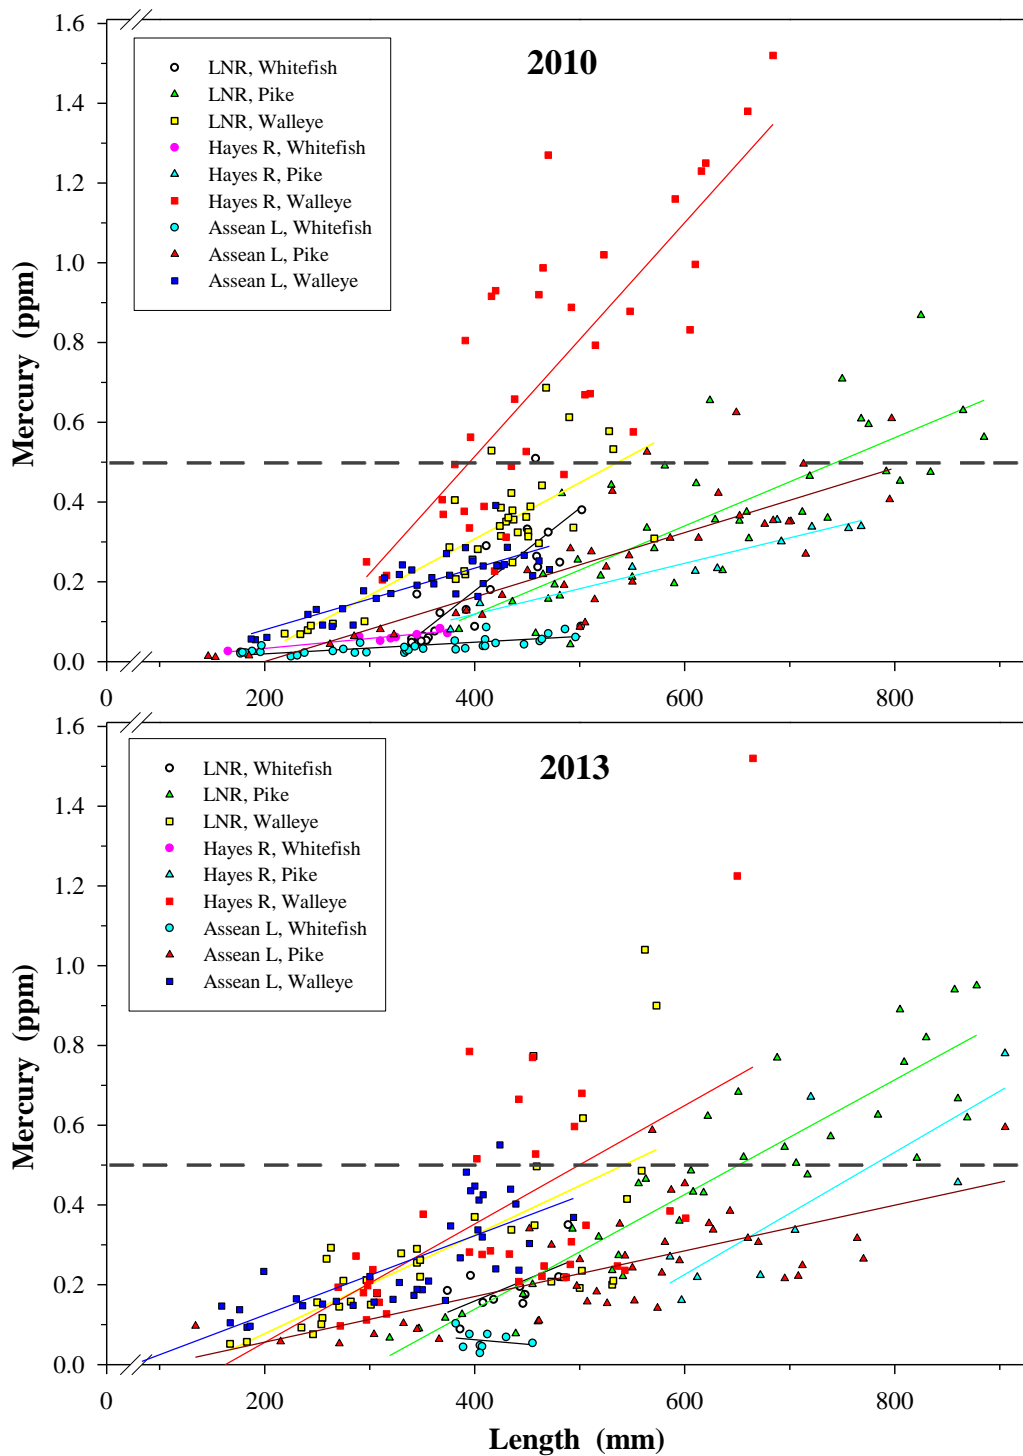 1.6
2010
LNR, Whitefish
LNR, Pike
LNR, Walleye
Hayes R, Whitefish
Hayes R, Pike
Hayes R, Walleye
Assean L, Whitefish
Assean L, Pike
Assean L, Walleye
1.4
1.2
1.0
0.8
0.6
0.4
0.2
0.0
Mercury (ppm)
0
200
400
600
800
1.6
2013
LNR, Whitefish
LNR, Pike
LNR, Walleye
Hayes R, Whitefish
Hayes R, Pike
Hayes R, Walleye
Assean L, Whitefish
Assean L, Pike
Assean L, Walleye
1.4
1.2
1.0
0.8
0.6
0.4
0.2
0.0
Mercury (ppm)
0
200
400
600
800
Length (mm)